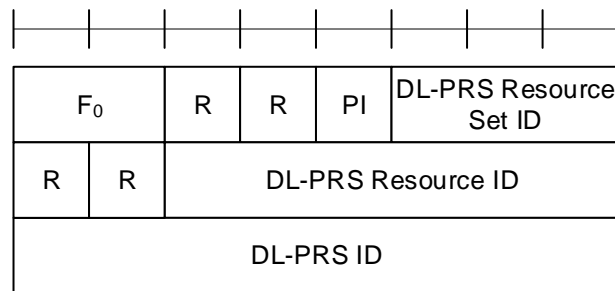 F₀ R R PI DL-PRS Resource
Set ID
R R DL-PRS Resource ID
DL-PRS ID